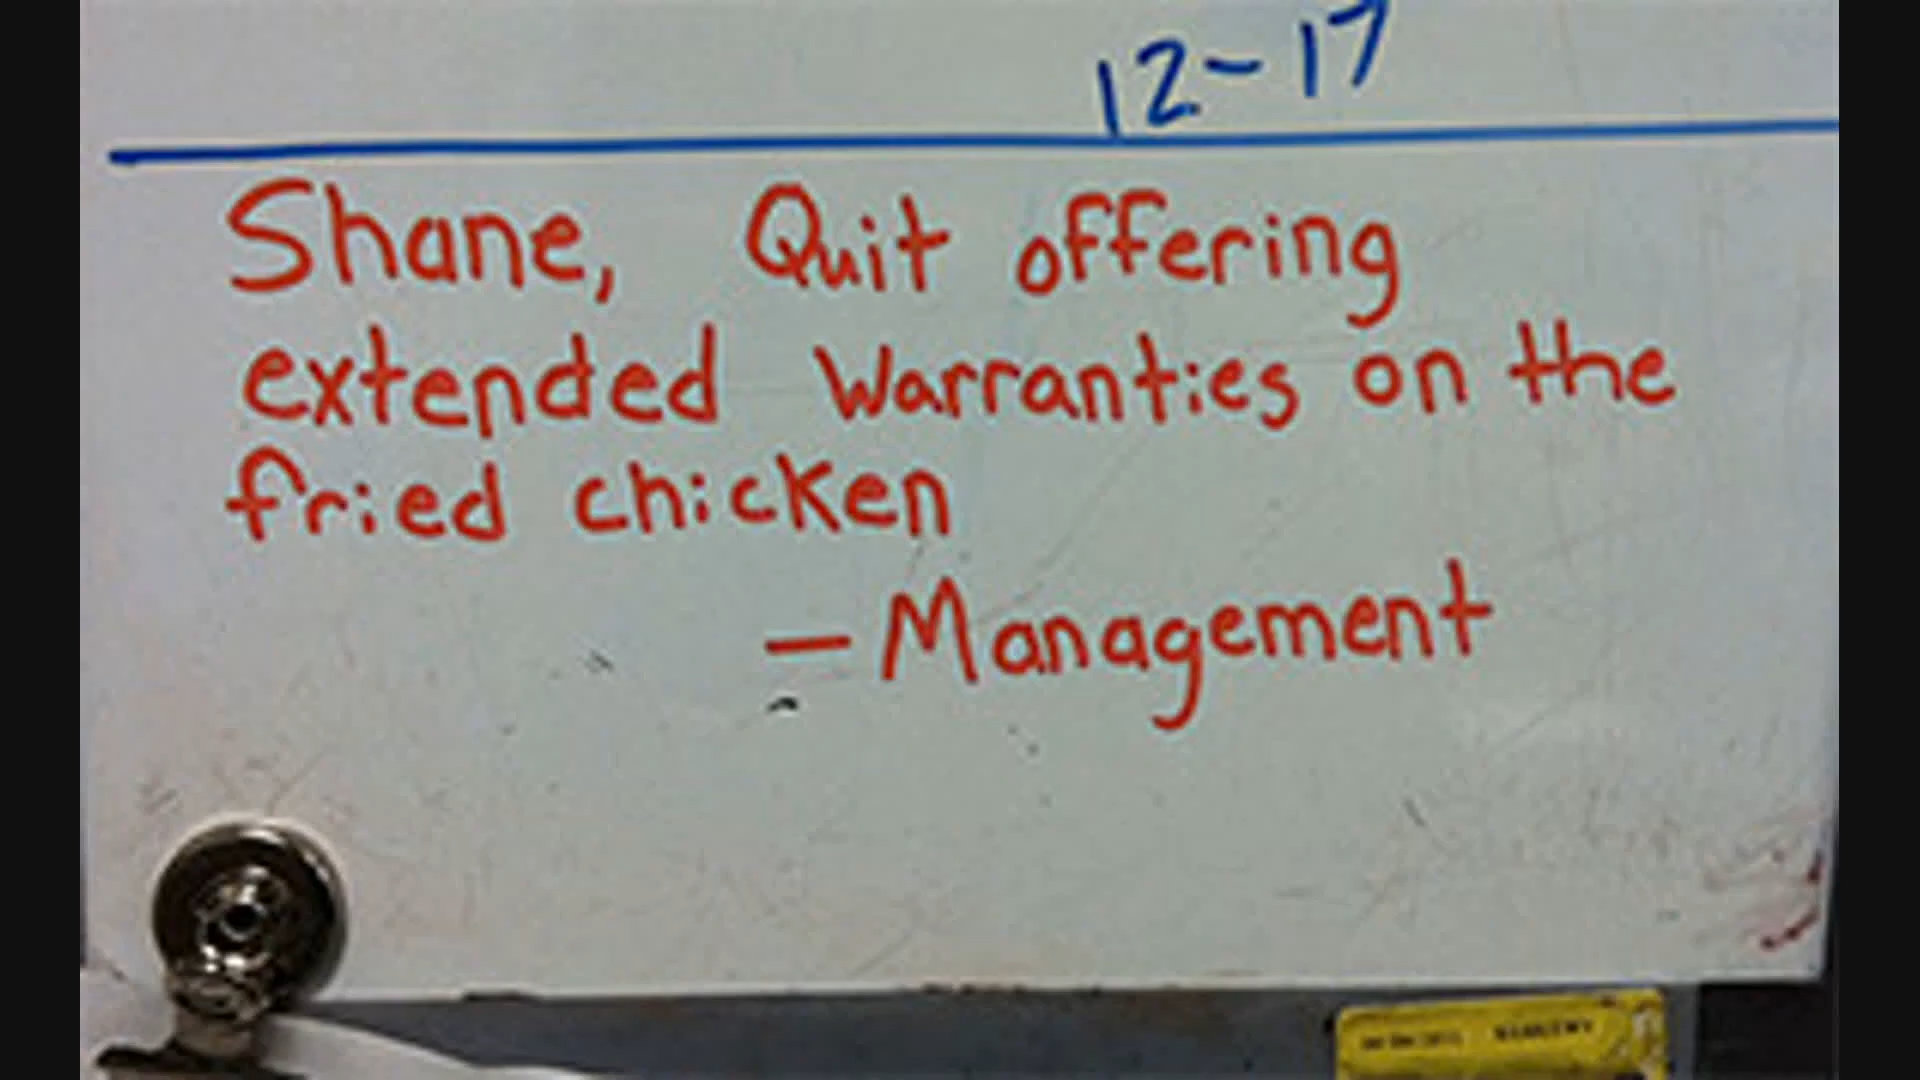 12-17
Shane, Quit offering
extended warranties on the
fried chicken
- Management